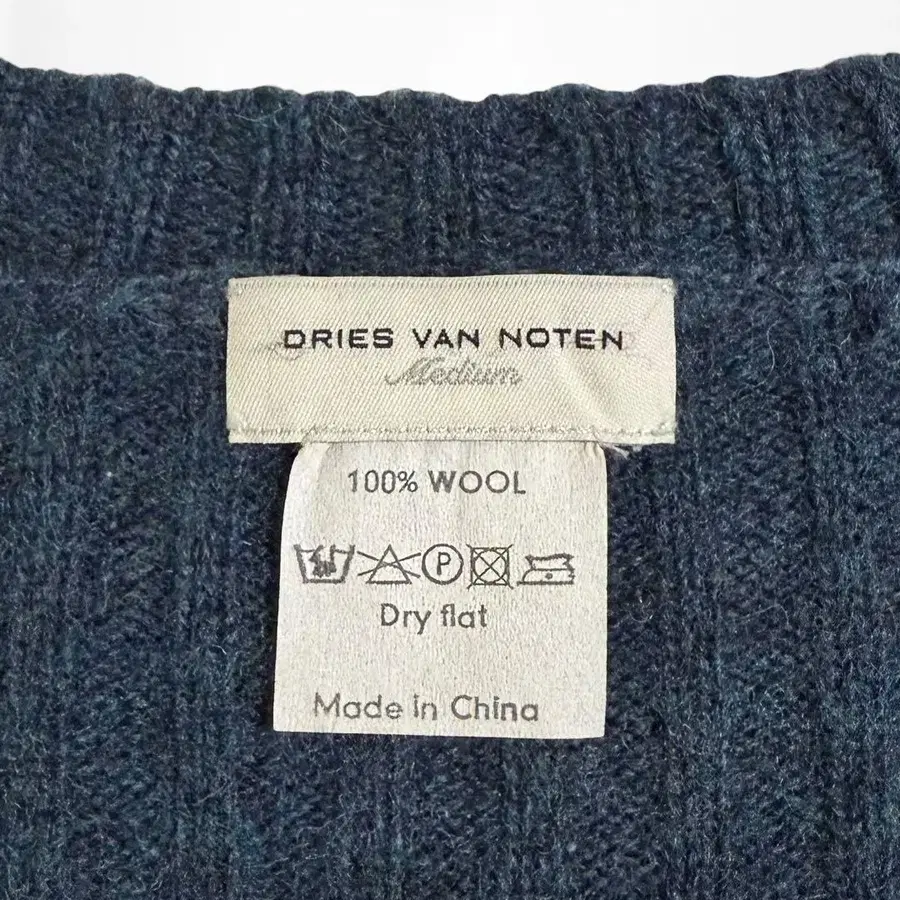 DRIES VAN NOTEN
Medium
100% WOOL
P
Dry flat
Made in China